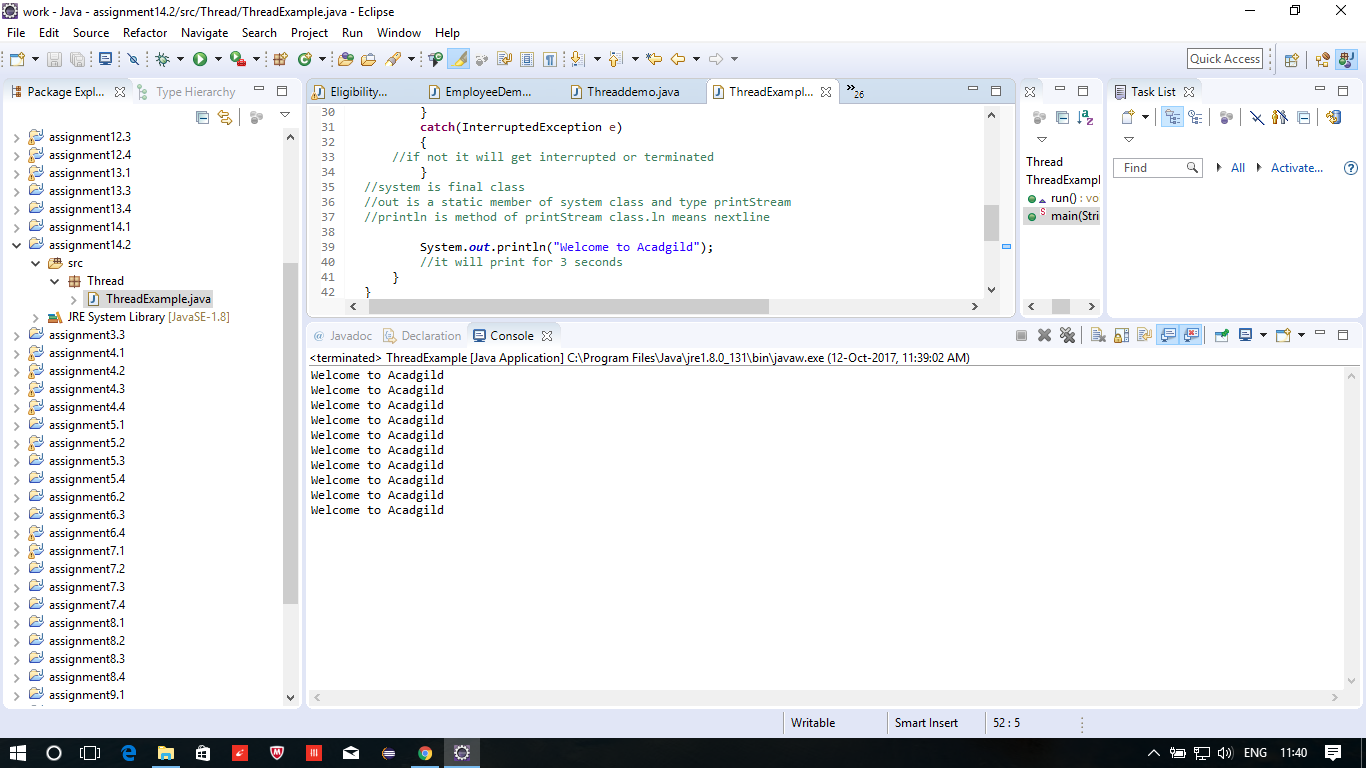 work - Java - assignment14.2/src/Thread/ThreadExample.java - Eclipse
File Edit Source Refactor Navigate Search Project Run Window Help
Quick Access
Package Expl... Type Hierarchy
assignment12.3
assignment12.4
assignment13.1
assignment13.3
assignment13.4
assignment14.1
assignment14.2
src
Thread
ThreadExample.java
JRE System Library [JavaSE-1.8]
assignment3.3
assignment4.1
assignment4.2
assignment4.3
assignment4.4
assignment5.1
assignment5.2
assignment5.3
assignment5.4
assignment6.2
assignment6.3
assignment6.4
assignment7.1
assignment7.2
assignment7.3
assignment7.4
assignment8.1
assignment8.2
assignment8.3
assignment8.4
assignment9.1
Eligibility... EmployeeDem... Threaddemo.java ThreadExampl... »26
30 }
31 catch(InterruptedException e)
32 {
33 //if not it will get interrupted or terminated
34 }
35 //system is final class
36 //out is a static member of system class and type printStream
37 //println is method of printStream class.ln means nextline
38
39 System.out.println("Welcome to Acadgild");
40 //it will print for 3 seconds
41 }
42 }
Thread
ThreadExampl
run() : vo
S main(Stri
Task List
Find All Activate...
@ Javadoc Declaration Console
<terminated> ThreadExample [Java Application] C:\Program Files\Java\jre1.8.0_131\bin\javaw.exe (12-Oct-2017, 11:39:02 AM)
Welcome to Acadgild
Welcome to Acadgild
Welcome to Acadgild
Welcome to Acadgild
Welcome to Acadgild
Welcome to Acadgild
Welcome to Acadgild
Welcome to Acadgild
Welcome to Acadgild
Welcome to Acadgild
Writable Smart Insert 52 : 5
ENG 11:40